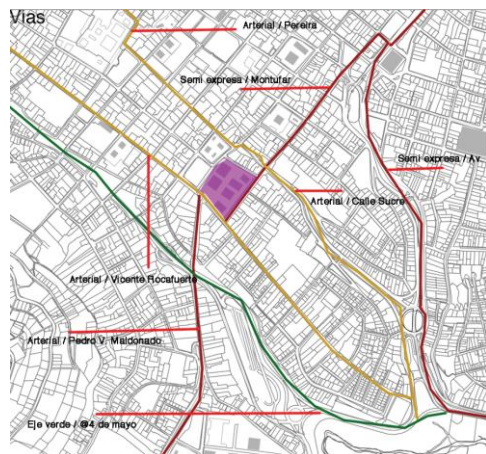 Vias
Arterial / Pereira
Semi expresa / Montufar
Semi expresa / Av.
Arterial / Calle Sucre
Arterial / Vicente Rocafuerte
Arterial / Pedro V. Maldonado
Eje verde / @4 de mayo